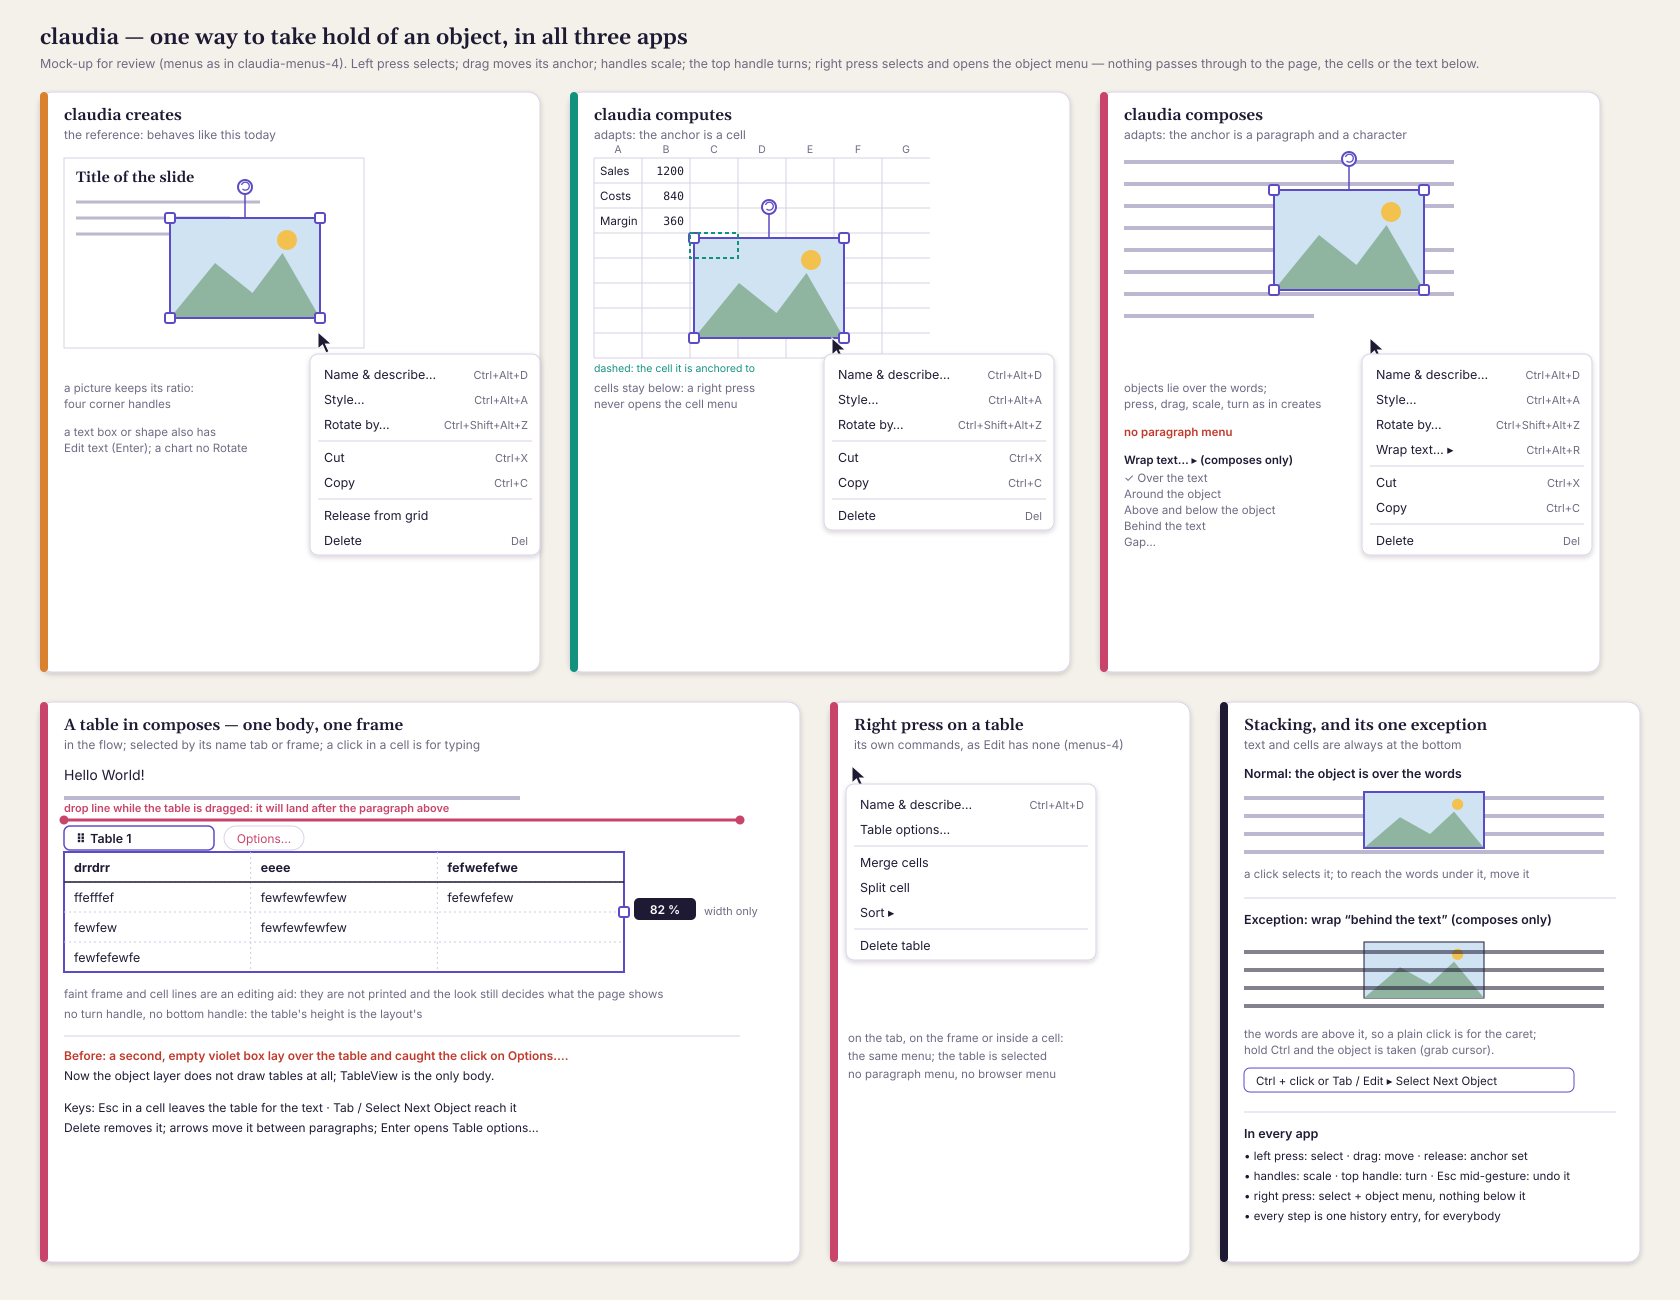 claudia — one way to take hold of an object, in all three apps
Mock-up for review (menus as in claudia-menus-4). Left press selects; drag moves its anchor; handles scale; the top handle turns; right press selects and opens the object menu — nothing passes through to the page, the cells or the text below.
claudia creates
the reference: behaves like this today
Title of the slide
a picture keeps its ratio:
four corner handles
a text box or shape also has
Edit text (Enter); a chart no Rotate
Name & describe... Ctrl+Alt+D
Style... Ctrl+Alt+A
Rotate by... Ctrl+Shift+Alt+Z
Cut Ctrl+X
Copy Ctrl+C
Release from grid
Delete Del
claudia computes
adapts: the anchor is a cell
A B C D E F G
Sales 1200
Costs 840
Margin 360
dashed: the cell it is anchored to
cells stay below: a right press
never opens the cell menu
Name & describe... Ctrl+Alt+D
Style... Ctrl+Alt+A
Rotate by... Ctrl+Shift+Alt+Z
Cut Ctrl+X
Copy Ctrl+C
Delete Del
claudia composes
adapts: the anchor is a paragraph and a character
objects lie over the words;
press, drag, scale, turn as in creates
no paragraph menu
Wrap text... ▸ (composes only)
✓ Over the text
Around the object
Above and below the object
Behind the text
Gap...
Name & describe... Ctrl+Alt+D
Style... Ctrl+Alt+A
Rotate by... Ctrl+Shift+Alt+Z
Wrap text... ▸ Ctrl+Alt+R
Cut Ctrl+X
Copy Ctrl+C
Delete Del
A table in composes — one body, one frame
in the flow; selected by its name tab or frame; a click in a cell is for typing
Hello World!
drop line while the table is dragged: it will land after the paragraph above
⠿ Table 1 Options...
drrdrr eeee fefwefefwe
ffefffef fewfewfewfew fefewfefew
fewfew fewfewfewfew
fewfefewfe
82 % width only
faint frame and cell lines are an editing aid: they are not printed and the look still decides what the page shows
no turn handle, no bottom handle: the table's height is the layout's
Before: a second, empty violet box lay over the table and caught the click on Options....
Now the object layer does not draw tables at all; TableView is the only body.
Keys: Esc in a cell leaves the table for the text · Tab / Select Next Object reach it
Delete removes it; arrows move it between paragraphs; Enter opens Table options...
Right press on a table
its own commands, as Edit has none (menus-4)
Name & describe... Ctrl+Alt+D
Table options...
Merge cells
Split cell
Sort ▸
Delete table
on the tab, on the frame or inside a cell:
the same menu; the table is selected
no paragraph menu, no browser menu
Stacking, and its one exception
text and cells are always at the bottom
Normal: the object is over the words
a click selects it; to reach the words under it, move it
Exception: wrap “behind the text” (composes only)
the words are above it, so a plain click is for the caret;
hold Ctrl and the object is taken (grab cursor).
Ctrl + click or Tab / Edit ▸ Select Next Object
In every app
• left press: select · drag: move · release: anchor set
• handles: scale · top handle: turn · Esc mid-gesture: undo it
• right press: select + object menu, nothing below it
• every step is one history entry, for everybody